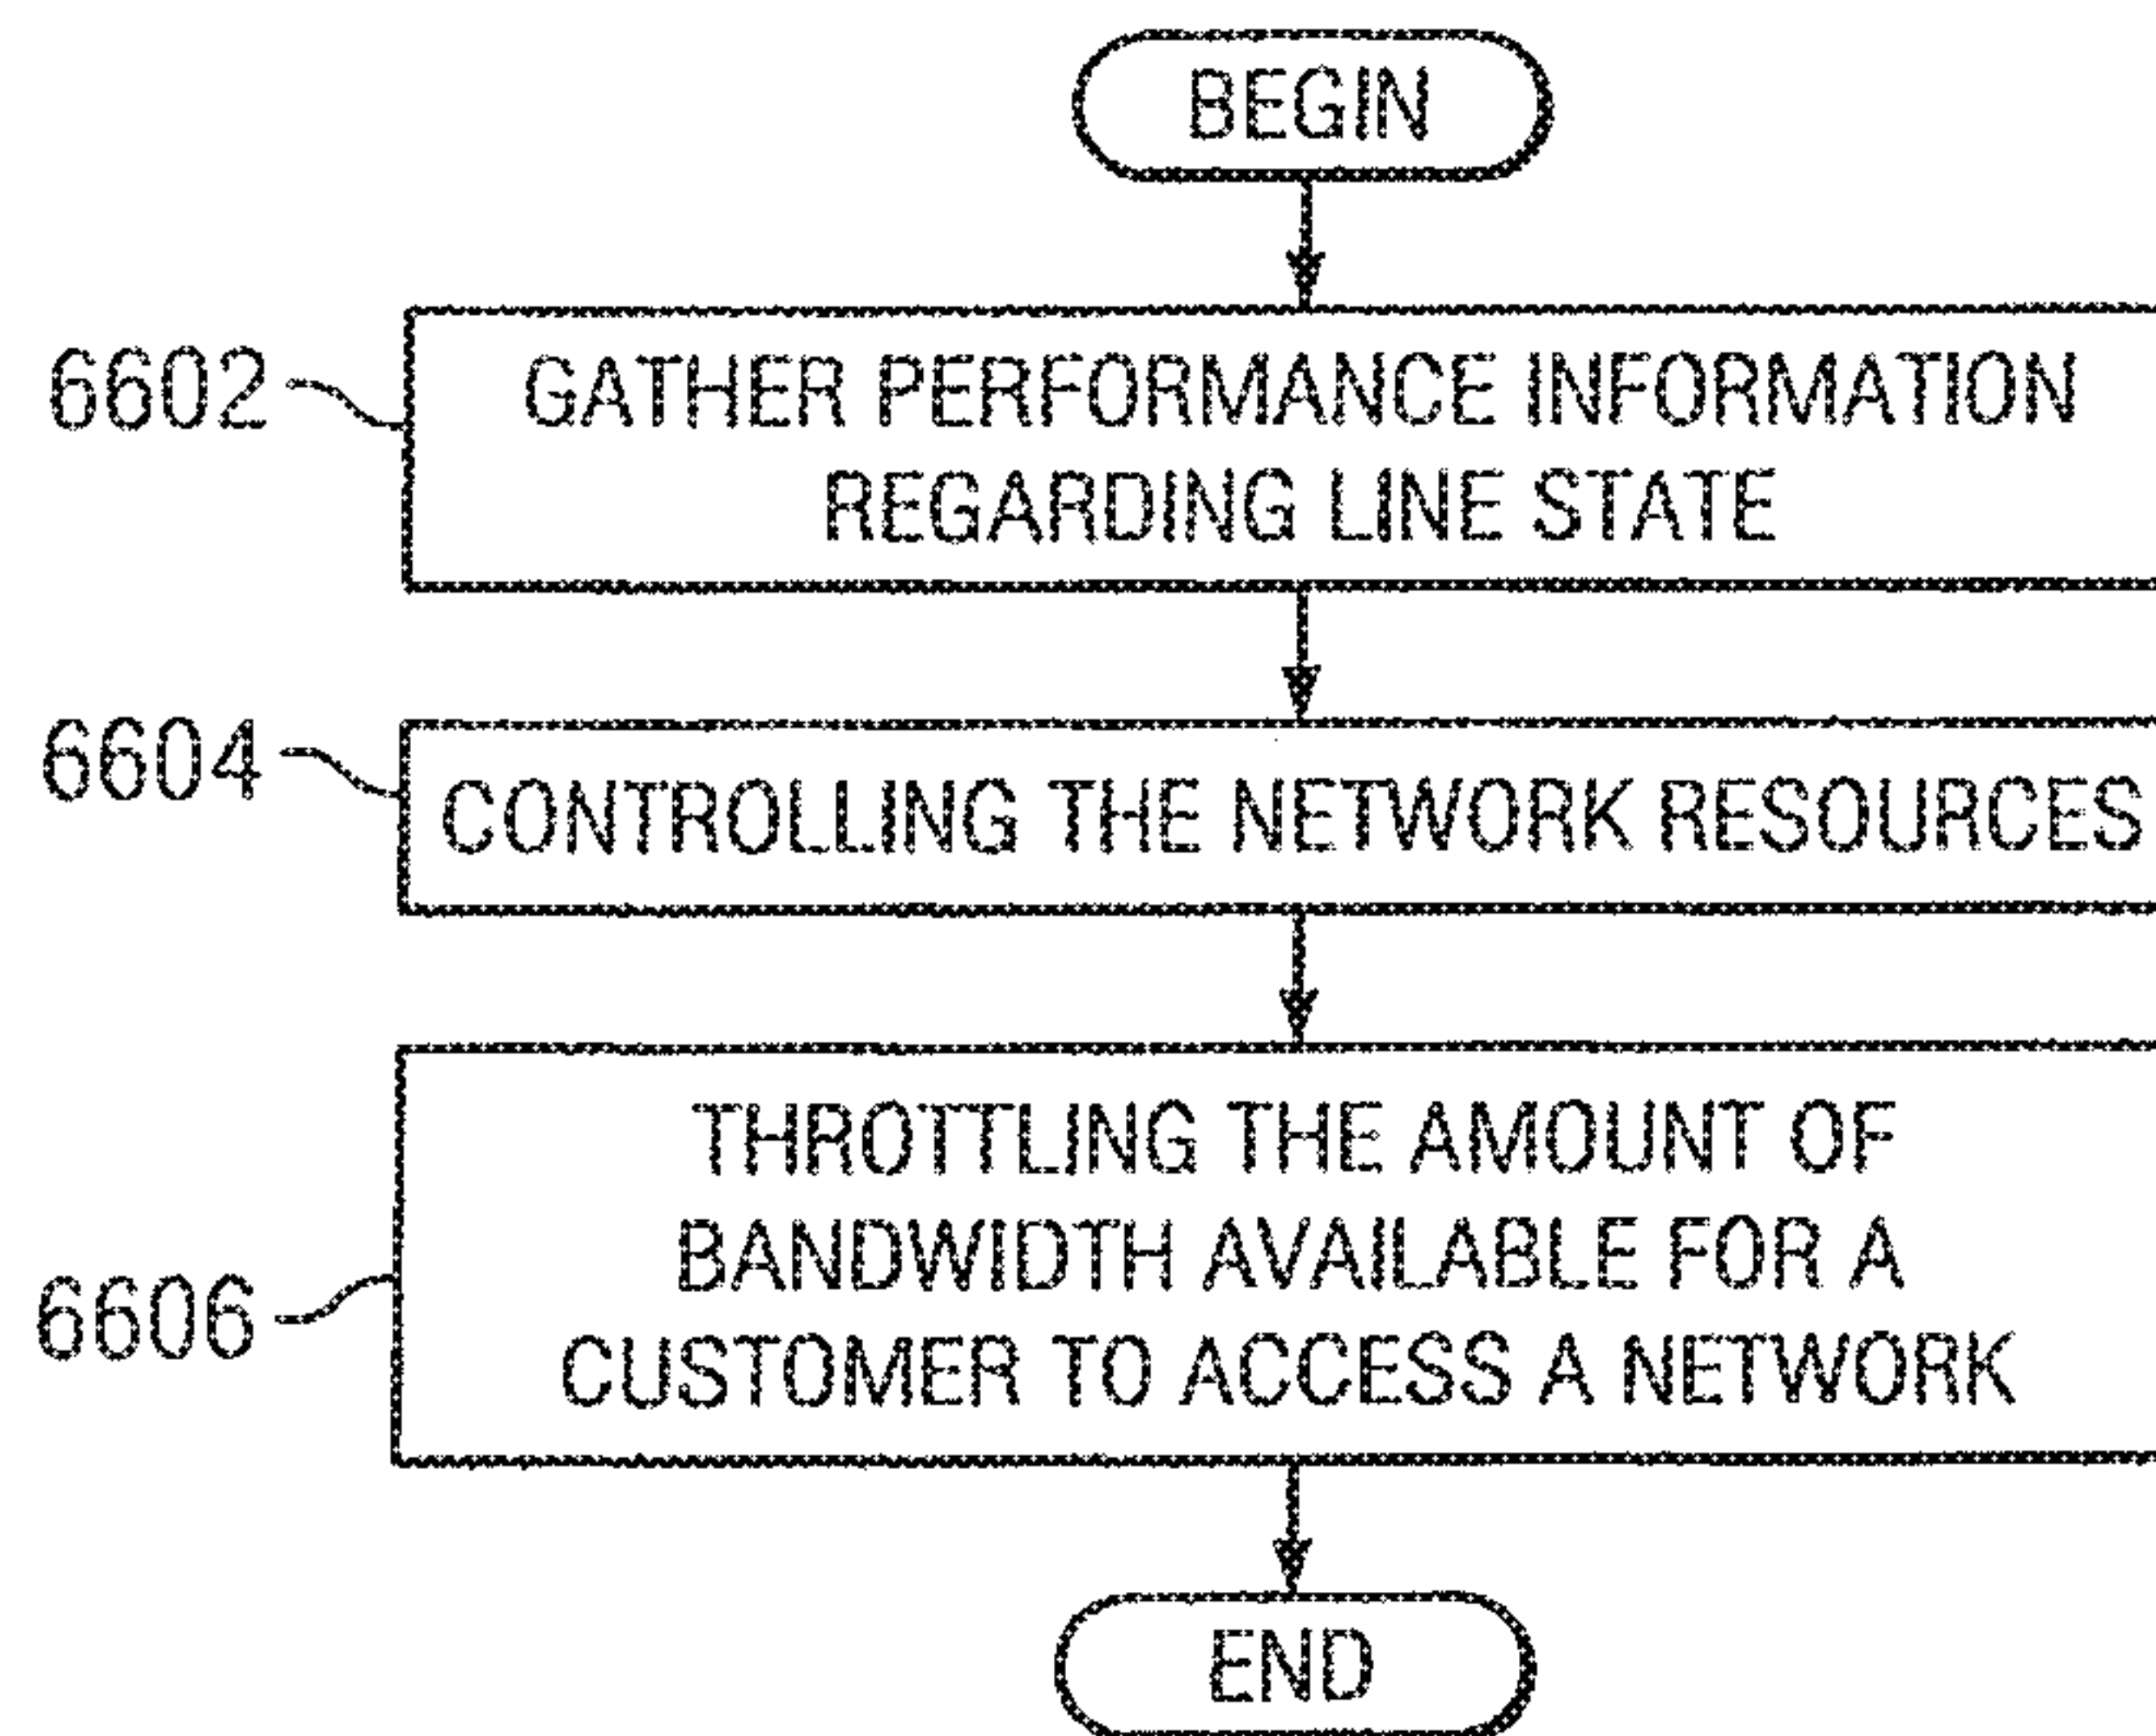 BEGIN
6602
GATHER PERFORMANCE INFORMATION
REGARDING LINE STATE
6604
CONTROLLING THE NETWORK RESOURCES
6606
THROTTLING THE AMOUNT OF
BANDWIDTH AVAILABLE FOR A
CUSTOMER TO ACCESS A NETWORK
END